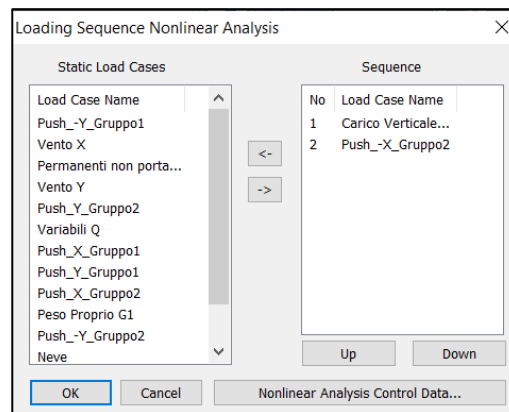 Loading Sequence Nonlinear Analysis
Static Load Cases
Load Case Name
Push_-Y_Gruppo1
Vento X
Permanenti non porta...
Vento Y
Push_Y_Gruppo2
Variabili Q
Push_X_Gruppo1
Push_Y_Gruppo1
Push_X_Gruppo2
Peso Proprio G1
Push_-Y_Gruppo2
Neve
<-
->
Sequence
No Load Case Name
1 Carico Verticale...
2 Push_-X_Gruppo2
Up Down
OK Cancel Nonlinear Analysis Control Data...